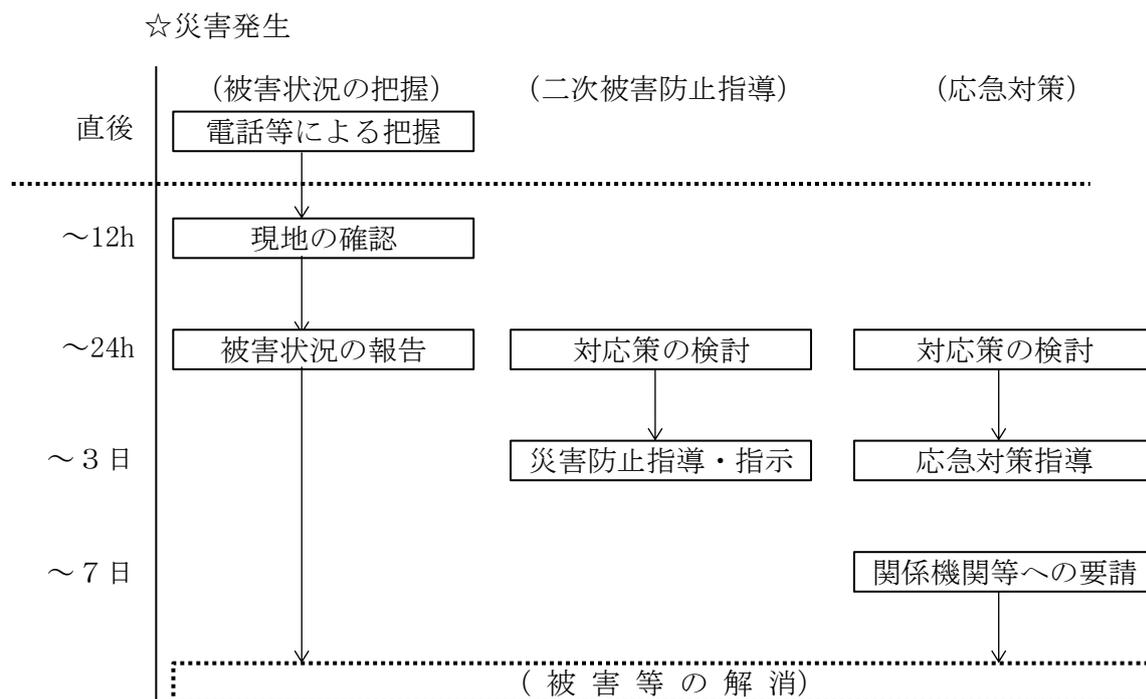 ☆災害発生
(被害状況の把握) (二次被害防止指導) (応急対策)
直後 電話等による把握
～12h 現地の確認
～24h 被害状況の報告 対応策の検討 対応策の検討
～３日 災害防止指導・指示 応急対策指導
～７日 関係機関等への要請
(被害等の解消)